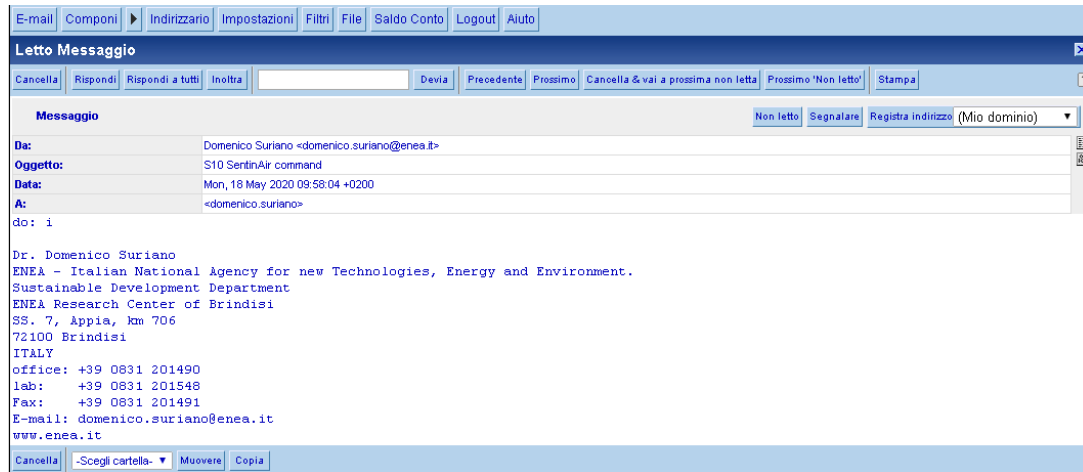 E-mail Componi Indirizzario Impostazioni Filtri File Saldo Conto Logout Aiuto
Letto Messaggio
Cancella Rispondi Rispondi a tutti Inoltra Devia Precedente Prossimo Cancella & vai a prossima non letta Prossimo 'Non letto' Stampa
Messaggio Non letto Segnalare Registra indirizzo (Mio dominio)
Da: Domenico Suriano <domenico.suriano@enea.it>
Oggetto: S10 SentinAir command
Data: Mon, 18 May 2020 09:58:04 +0200
A: <domenico.suriano>
do: i
Dr. Domenico Suriano
ENEA - Italian National Agency for new Technologies, Energy and Environment.
Sustainable Development Department
ENEA Research Center of Brindisi
SS. 7, Appia, km 706
72100 Brindisi
ITALY
office: +39 0831 201490
lab: +39 0831 201548
Fax: +39 0831 201491
E-mail: domenico.suriano@enea.it
www.enea.it
Cancella -Scegli cartella- Muovere Copia